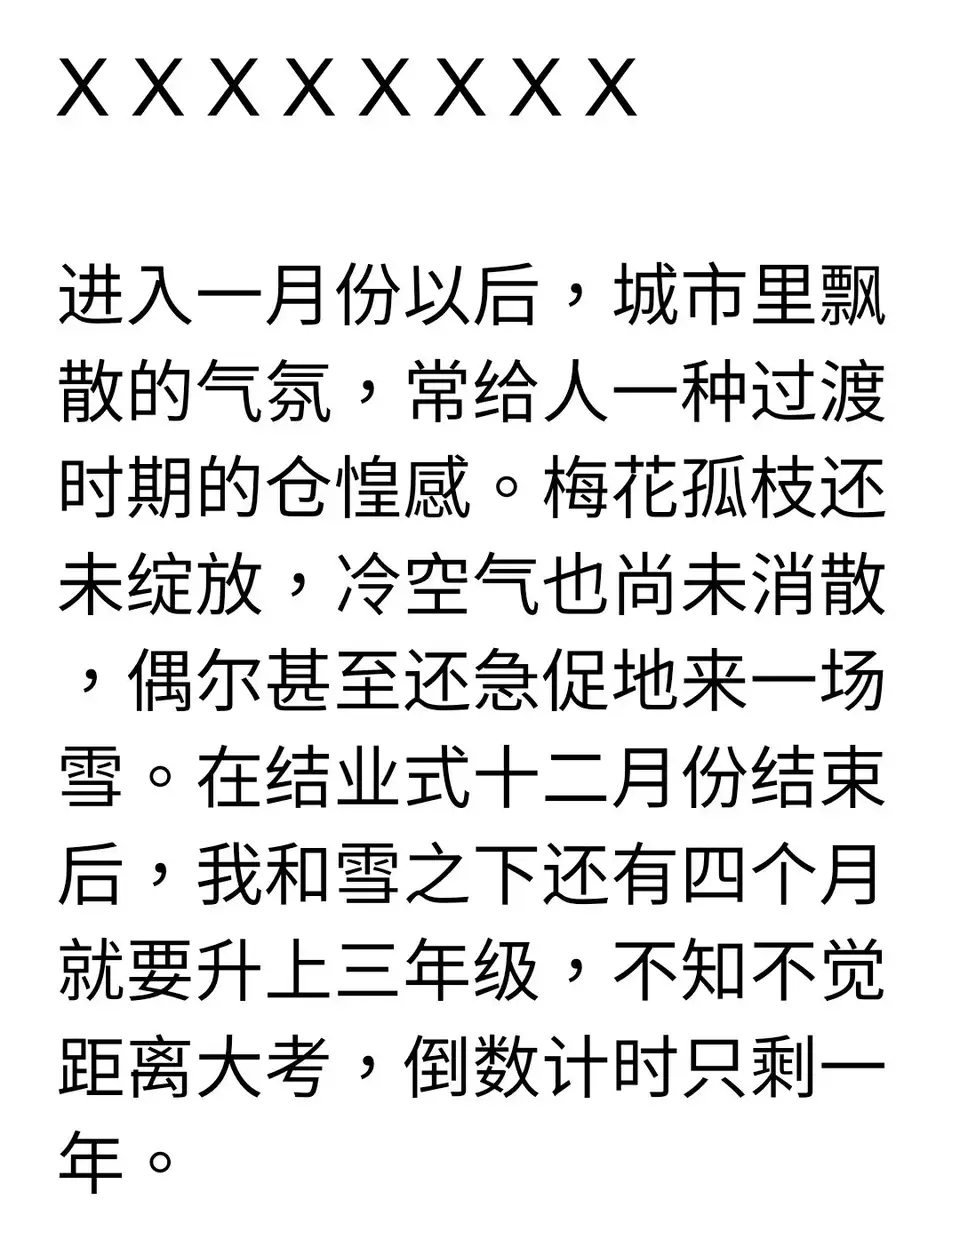 XXXXXXXX
进入一月份以后，城市里飘
散的气氛，常给人一种过渡
时期的仓惶感。梅花孤枝还
未绽放，冷空气也尚未消散
，偶尔甚至还急促地来一场
雪。在结业式十二月份结束
后，我和雪之下还有四个月
就要升上三年级，不知不觉
距离大考，倒数计时只剩一
年。